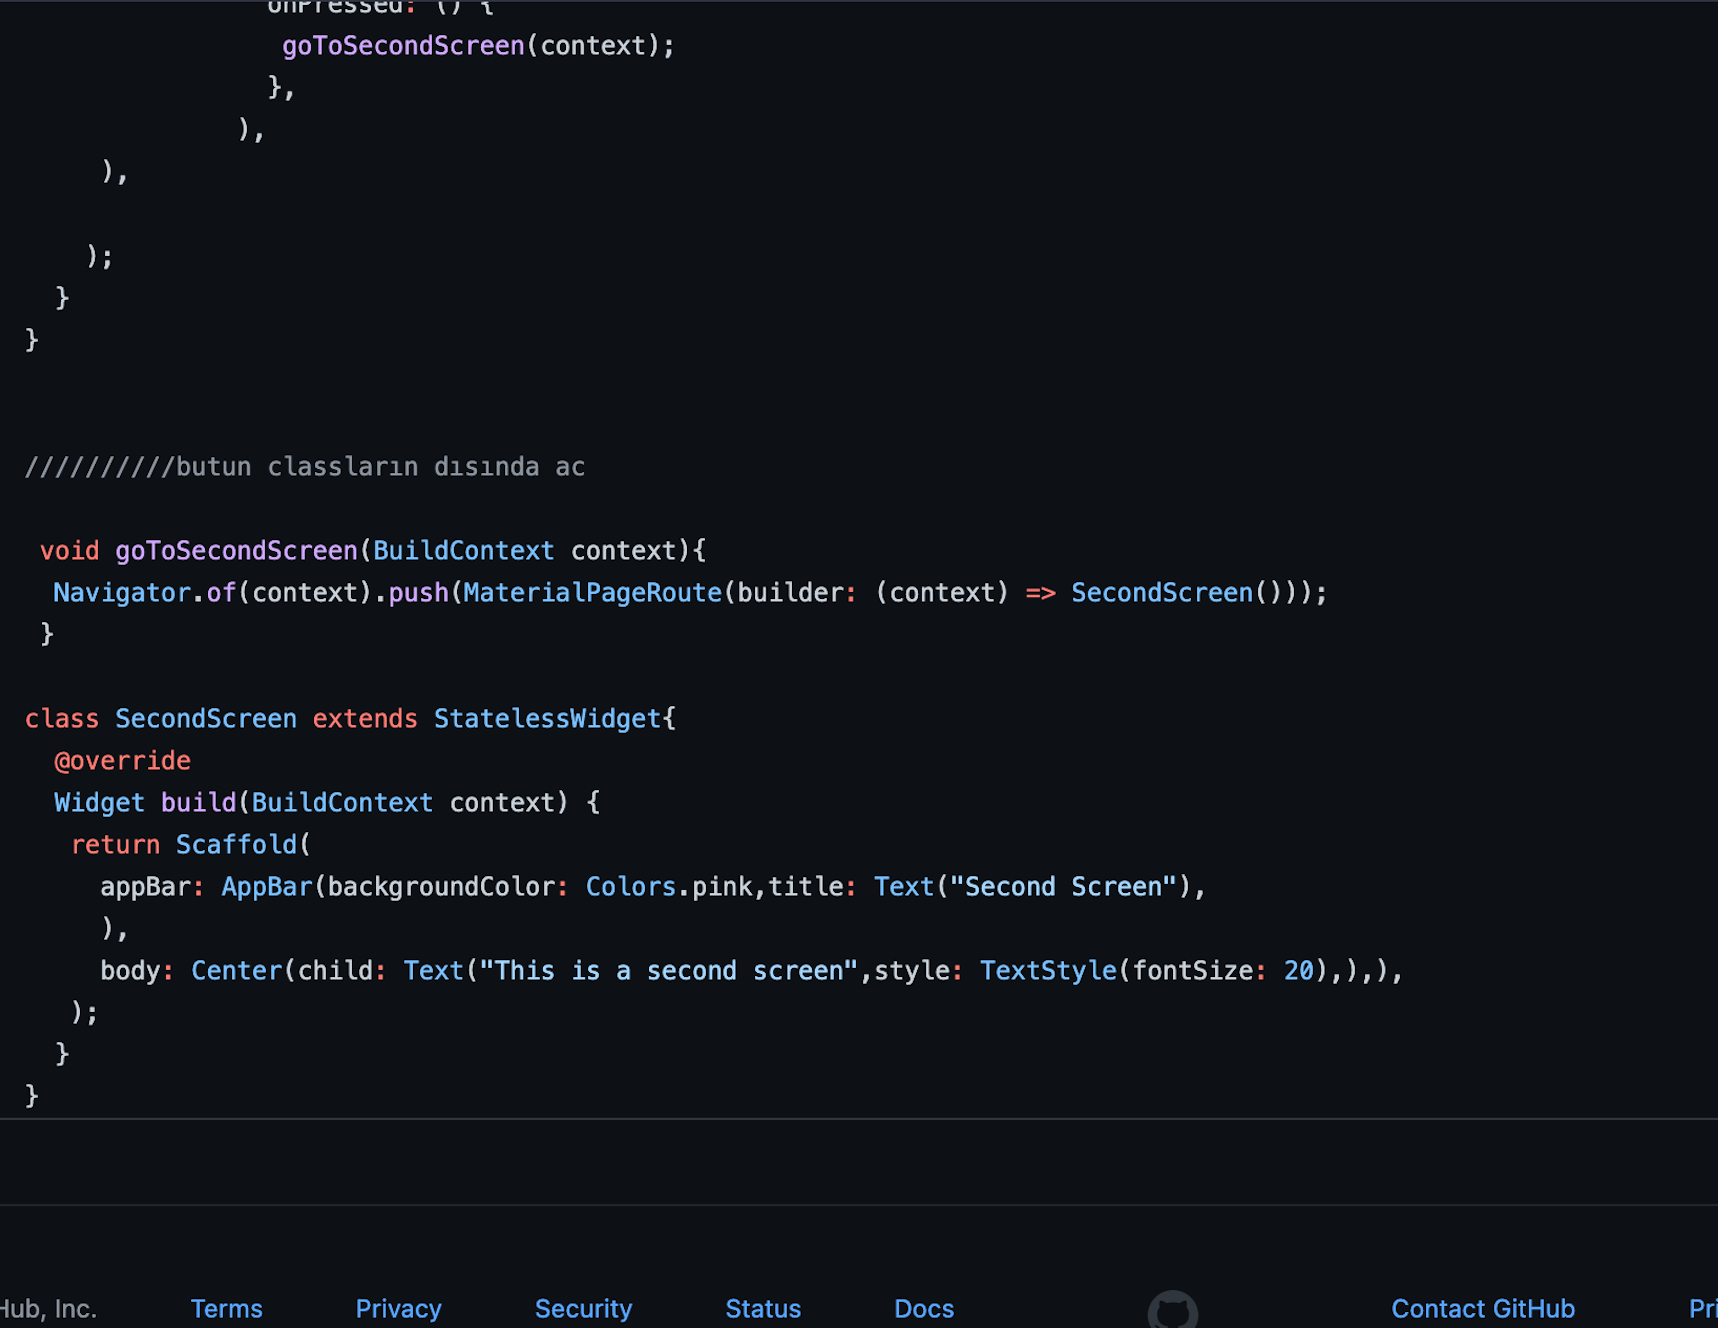 onPressed: () {
goToSecondScreen(context);
},
),
),
);
}
}
//////////butun classların dısında ac
void goToSecondScreen(BuildContext context){
Navigator.of(context).push(MaterialPageRoute(builder: (context) => SecondScreen()));
}
class SecondScreen extends StatelessWidget{
@override
Widget build(BuildContext context) {
return Scaffold(
appBar: AppBar(backgroundColor: Colors.pink,title: Text("Second Screen"),
),
body: Center(child: Text("This is a second screen",style: TextStyle(fontSize: 20),),),
);
}
}
Hub, Inc. Terms Privacy Security Status Docs Contact GitHub Pri